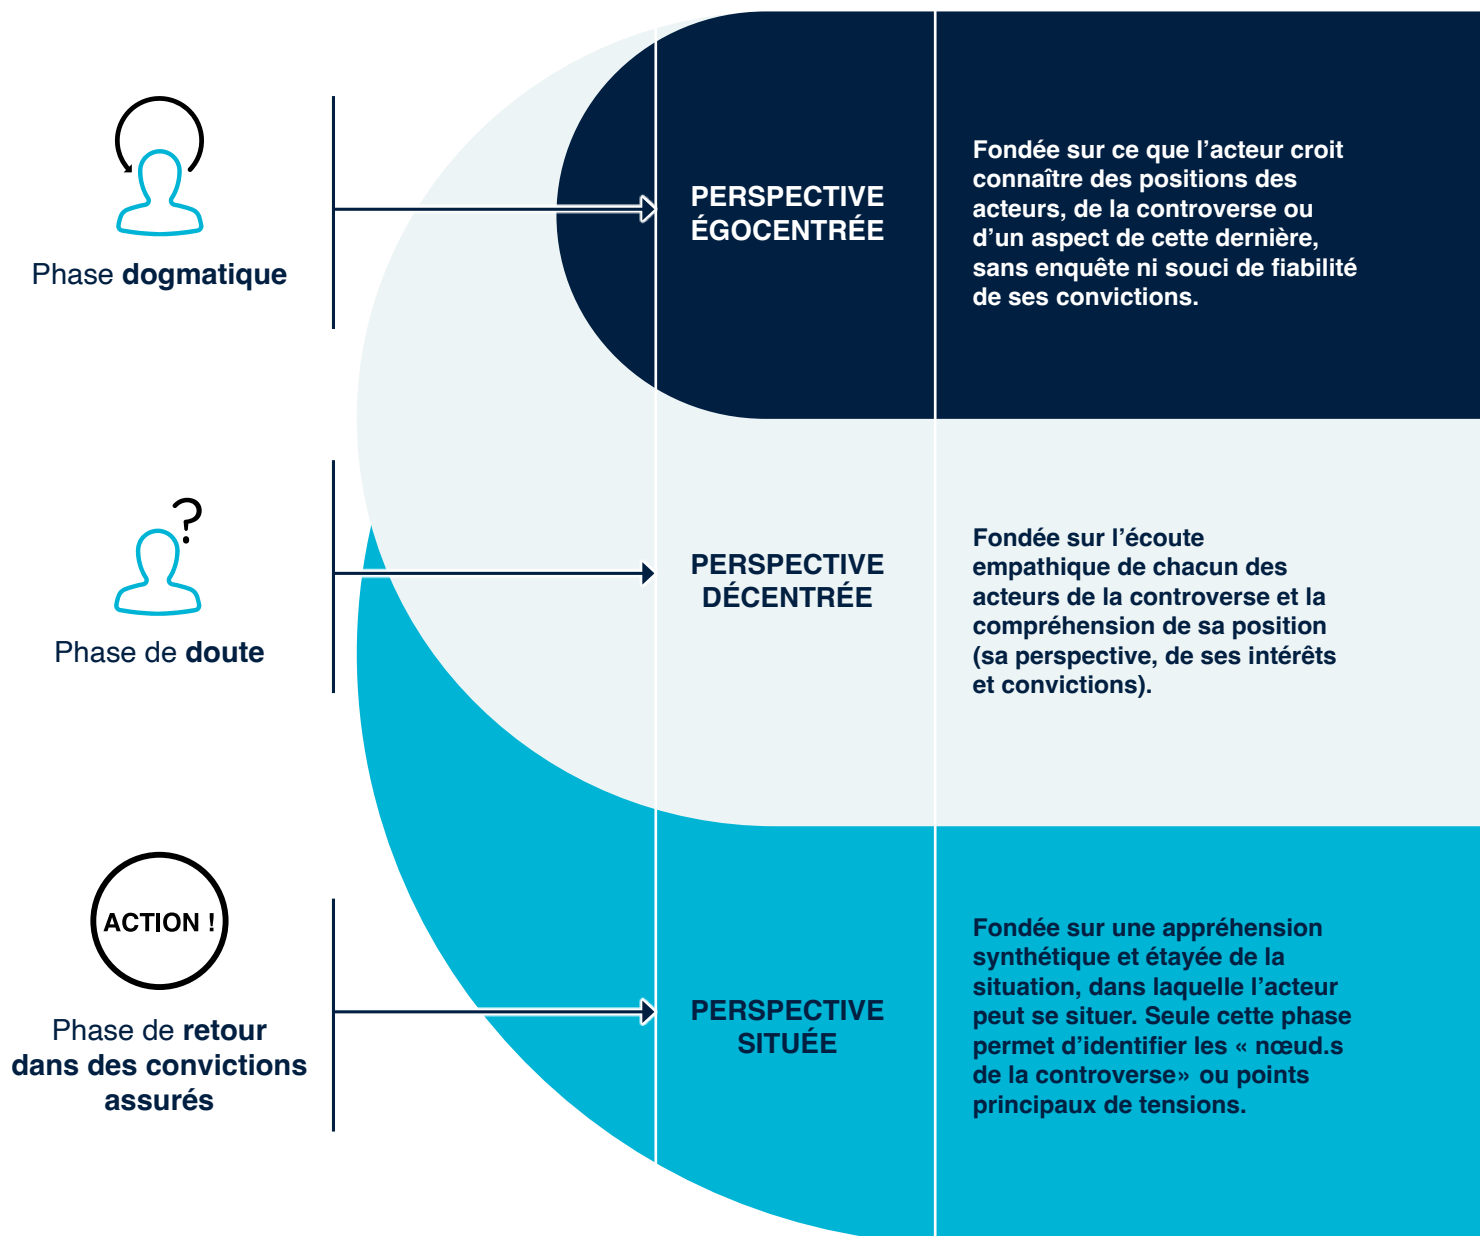 Phase dogmatique
PERSPECTIVE
ÉGOCENTRÉE
Fondée sur ce que l’acteur croit
connaître des positions des
acteurs, de la controverse ou
d’un aspect de cette dernière,
sans enquête ni souci de fiabilité
de ses convictions.
?
Phase de doute
PERSPECTIVE
DÉCENTRÉE
Fondée sur l’écoute
empathique de chacun des
acteurs de la controverse et la
compréhension de sa position
(sa perspective, de ses intérêts
et convictions).
ACTION !
Phase de retour
dans des convictions
assurés
PERSPECTIVE
SITUÉE
Fondée sur une appréhension
synthétique et étayée de la
situation, dans laquelle l’acteur
peut se situer. Seule cette phase
permet d’identifier les « nœud.s
de la controverse» ou points
principaux de tensions.